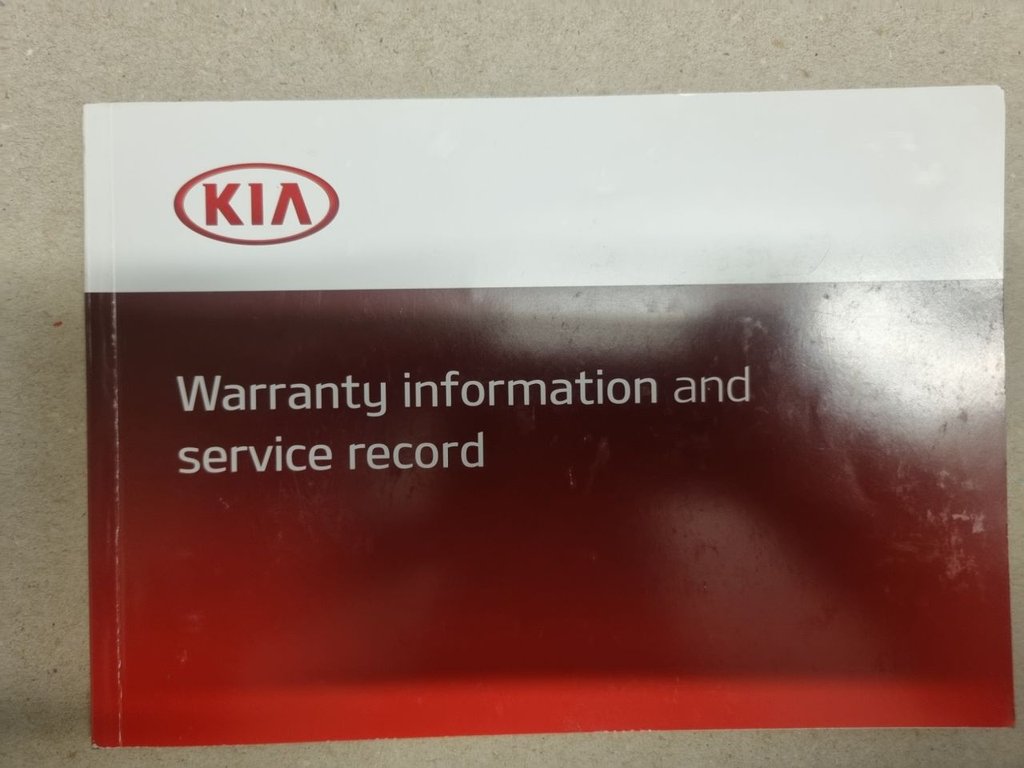 KIA
Warranty information and
service record